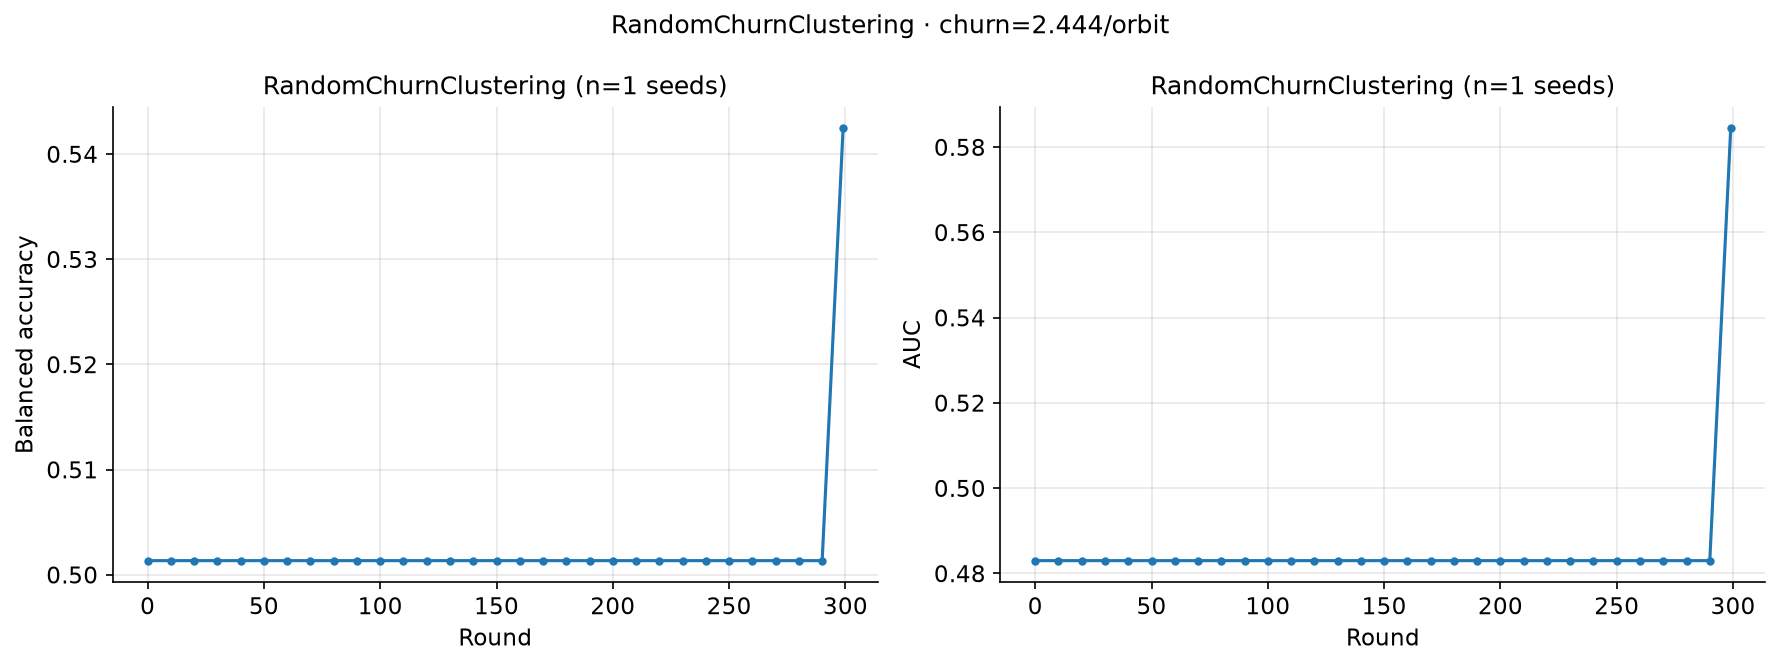 RandomChurnClustering · churn=2.444/orbit
RandomChurnClustering (n=1 seeds)
Balanced accuracy
0.54
0.53
0.52
0.51
0.50
0 50 100 150 200 250 300
Round
RandomChurnClustering (n=1 seeds)
AUC
0.58
0.56
0.54
0.52
0.50
0.48
0 50 100 150 200 250 300
Round